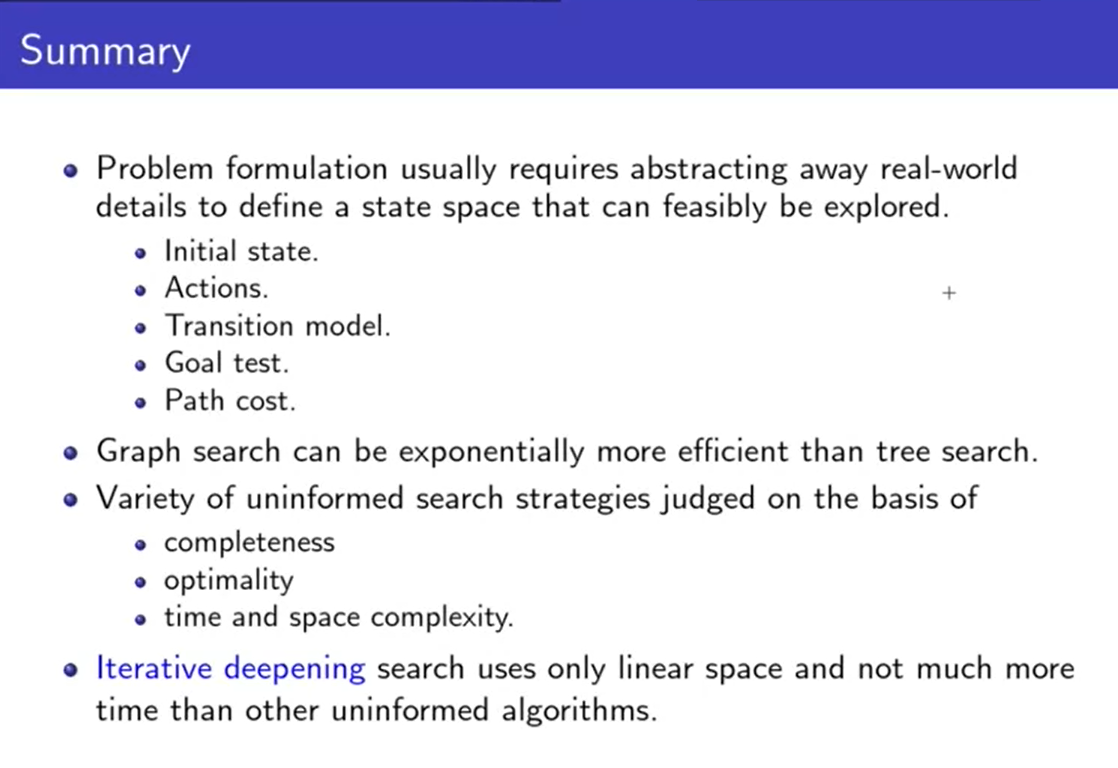 Summary
Problem formulation usually requires abstracting away real-world
details to define a state space that can feasibly be explored.
Initial state.
Actions.
Transition model.
Goal test.
Path cost.
Graph search can be exponentially more efficient than tree search.
Variety of uninformed search strategies judged on the basis of
completeness
optimality
time and space complexity.
Iterative deepening search uses only linear space and not much more
time than other uninformed algorithms.